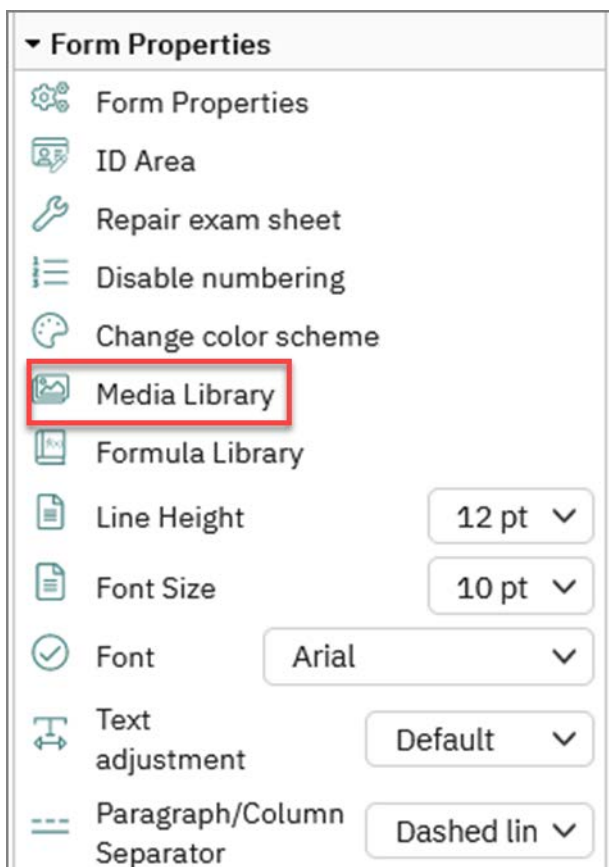 Form Properties
Form Properties
ID Area
Repair exam sheet
Disable numbering
Change color scheme
Media Library
Formula Library
Line Height 12 pt
Font Size 10 pt
Font Arial
Text
adjustment Default
Paragraph/Column
Separator Dashed lin